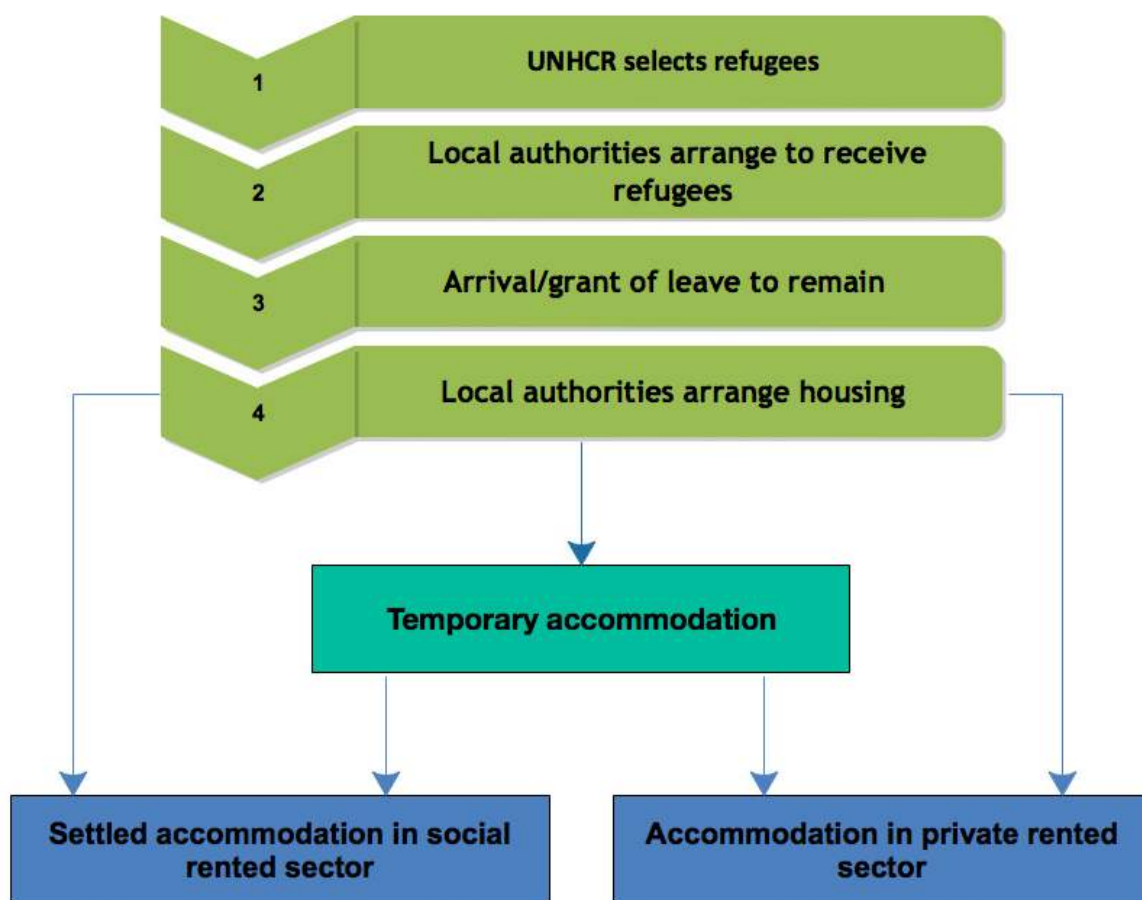 1
UNHCR selects refugees
2
Local authorities arrange to receive
refugees
3
Arrival/grant of leave to remain
4
Local authorities arrange housing
Temporary accommodation
Settled accommodation in social
rented sector
Accommodation in private rented
sector